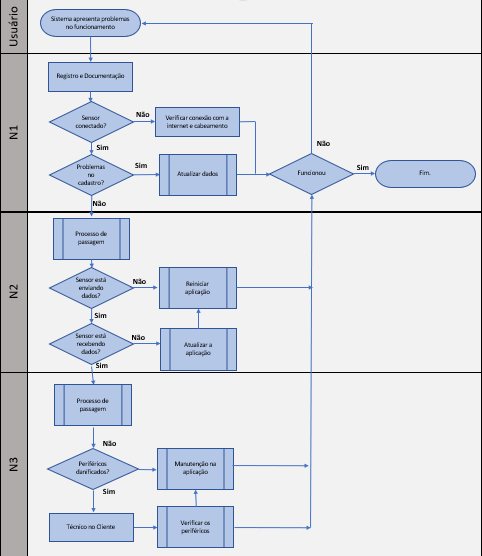 Usuário
Sistema apresenta problemas
no funcionamento
N1
Registro e Documentação
Sensor
conectado?
Não
Verificar conexão com a
internet e cabeamento
Sim
Problemas
no
cadastro?
Sim
Atualizar dados
Funcionou
Não
Sim
Fim.
Não
N2
Processo de
passagem
Sensor está
enviando
dados?
Não
Reiniciar
aplicação
Sim
Sensor está
recebendo
dados?
Não
Atualizar a
aplicação
Sim
N3
Processo de
passagem
Não
Periféricos
danificados?
Manutenção na
aplicação
Sim
Técnico no Cliente
Verificar os
periféricos